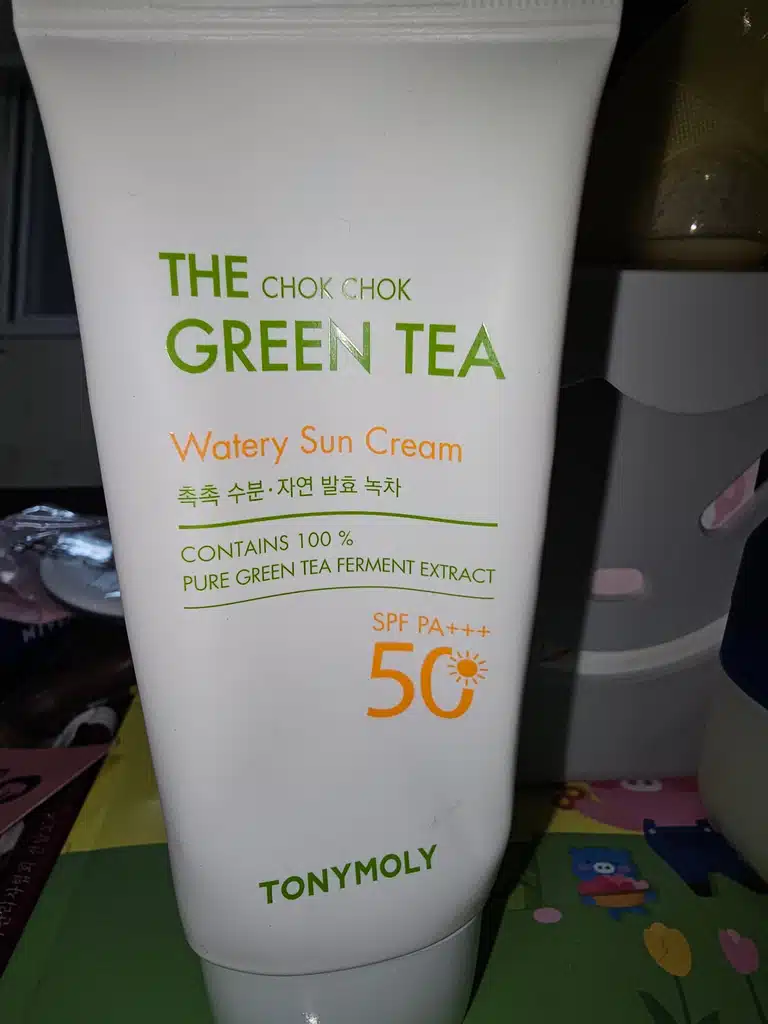 THE CHOK CHOK
GREEN TEA
Watery Sun Cream
촉촉 수분·자연 발효 녹차
CONTAINS 100 %
PURE GREEN TEA FERMENT EXTRACT
SPF PA+++
50
TONYMOLY